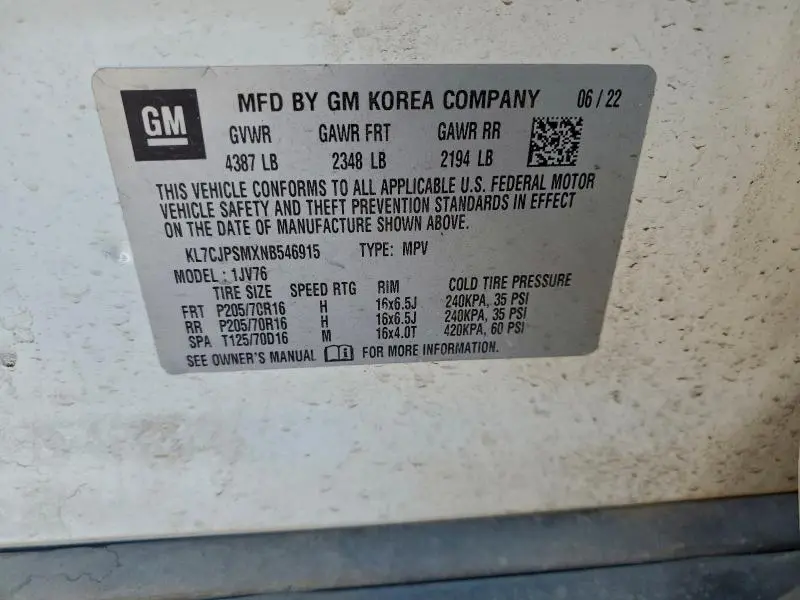 GM MFD BY GM KOREA COMPANY 06 / 22
GVWR GAWR FRT GAWR RR
4387 LB 2348 LB 2194 LB
THIS VEHICLE CONFORMS TO ALL APPLICABLE U.S. FEDERAL MOTOR
VEHICLE SAFETY AND THEFT PREVENTION STANDARDS IN EFFECT
ON THE DATE OF MANUFACTURE SHOWN ABOVE.
KL7CJPSMXNB546915 TYPE: MPV
MODEL : 1JV76
TIRE SIZE SPEED RTG RIM COLD TIRE PRESSURE
FRT P205/70R16 H 16x6.5J 240KPA, 35 PSI
RR P205/70R16 H 16x6.5J 240KPA, 35 PSI
SPA T125/70D16 M 16x4.0T 420KPA, 60 PSI
SEE OWNER'S MANUAL FOR MORE INFORMATION.